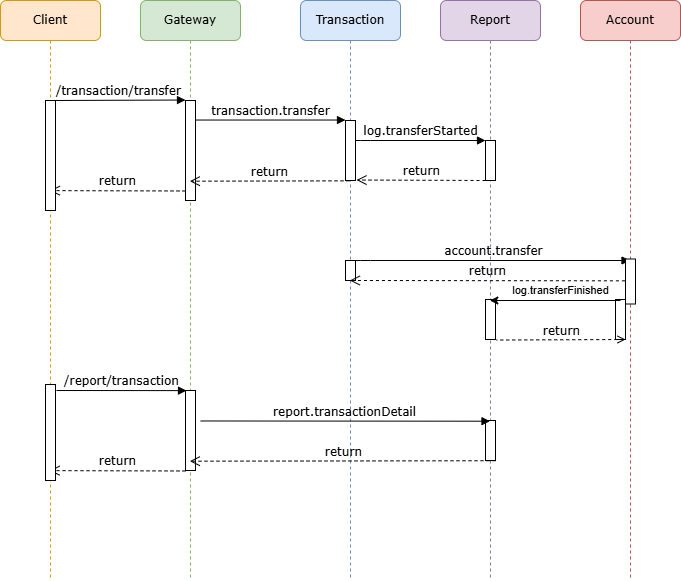 Client
Gateway
Transaction
Report
Account
/transaction/transfer
transaction.transfer
log.transferStarted
return
return
return
account.transfer
return
log.transferFinished
return
/report/transaction
report.transactionDetail
return
return